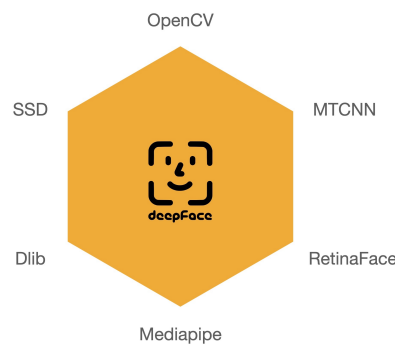 OpenCV
SSD
MTCNN
deepFace
Dlib
RetinaFace
Mediapipe